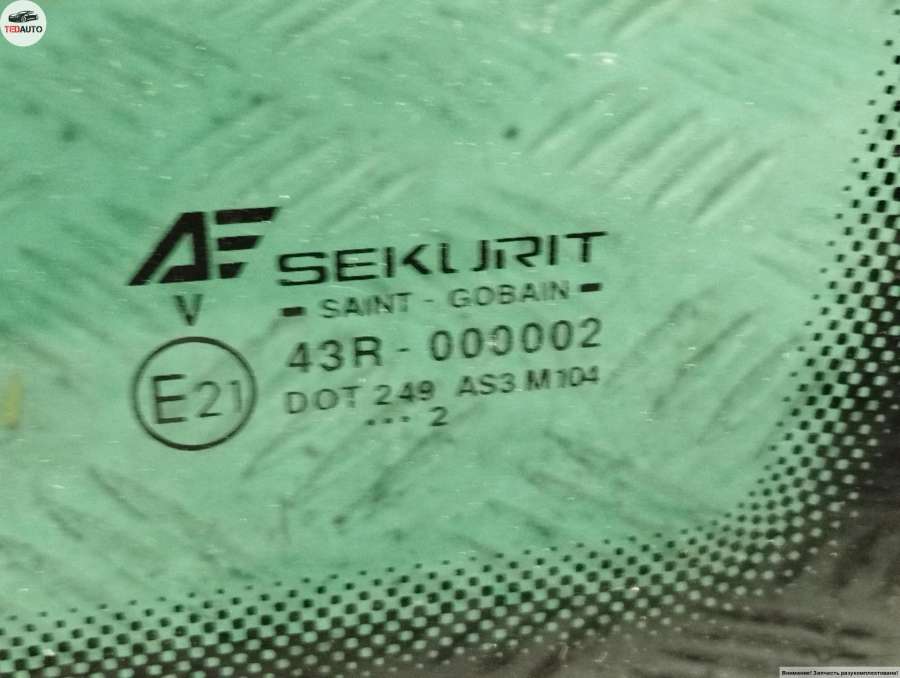 TEDAUTO
AF SEKURIT
V
SAINT - GOBAIN
E21
43R - 000002
DOT 249 AS3 M104
... 2
Внимание! Запчасть разукомплектована!